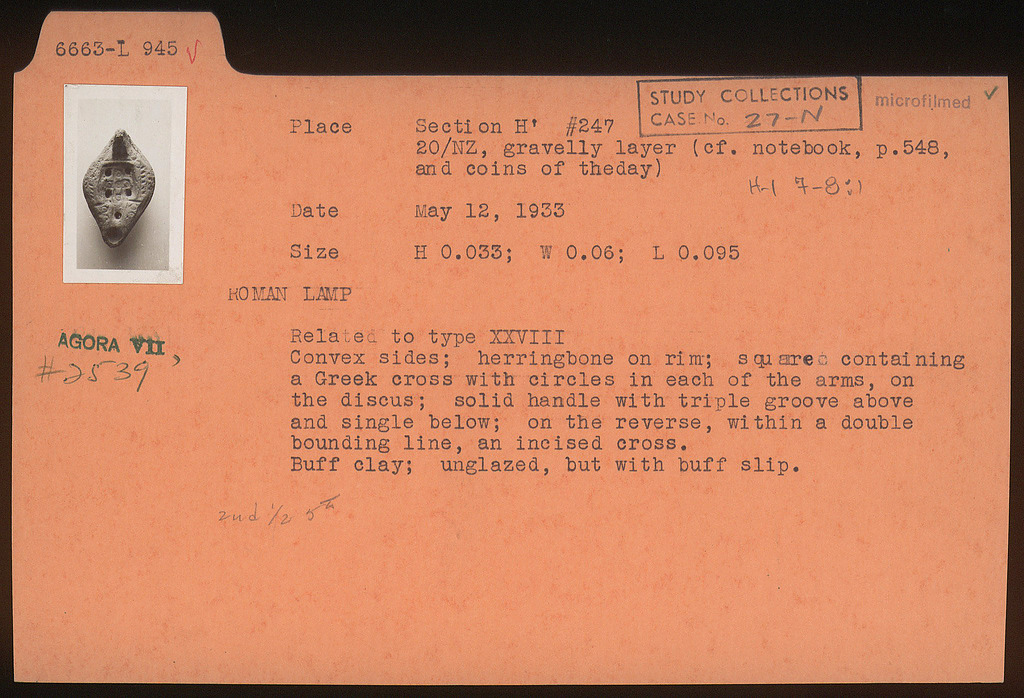 6663-L 945 ✓
STUDY COLLECTIONS
CASE No. 27-N
microfilmed ✓
Place Section H' #247
20/NZ, gravelly layer (cf. notebook, p.548,
and coins of theday)
H-I 7-8:1
Date May 12, 1933
Size H 0.033; W 0.06; L 0.095
ROMAN LAMP
AGORA VII,
#2539
Related to type XXVIII
Convex sides; herringbone on rim; squares containing
a Greek cross with circles in each of the arms, on
the discus; solid handle with triple groove above
and single below; on the reverse, within a double
bounding line, an incised cross.
Buff clay; unglazed, but with buff slip.
2nd 1/2 5th